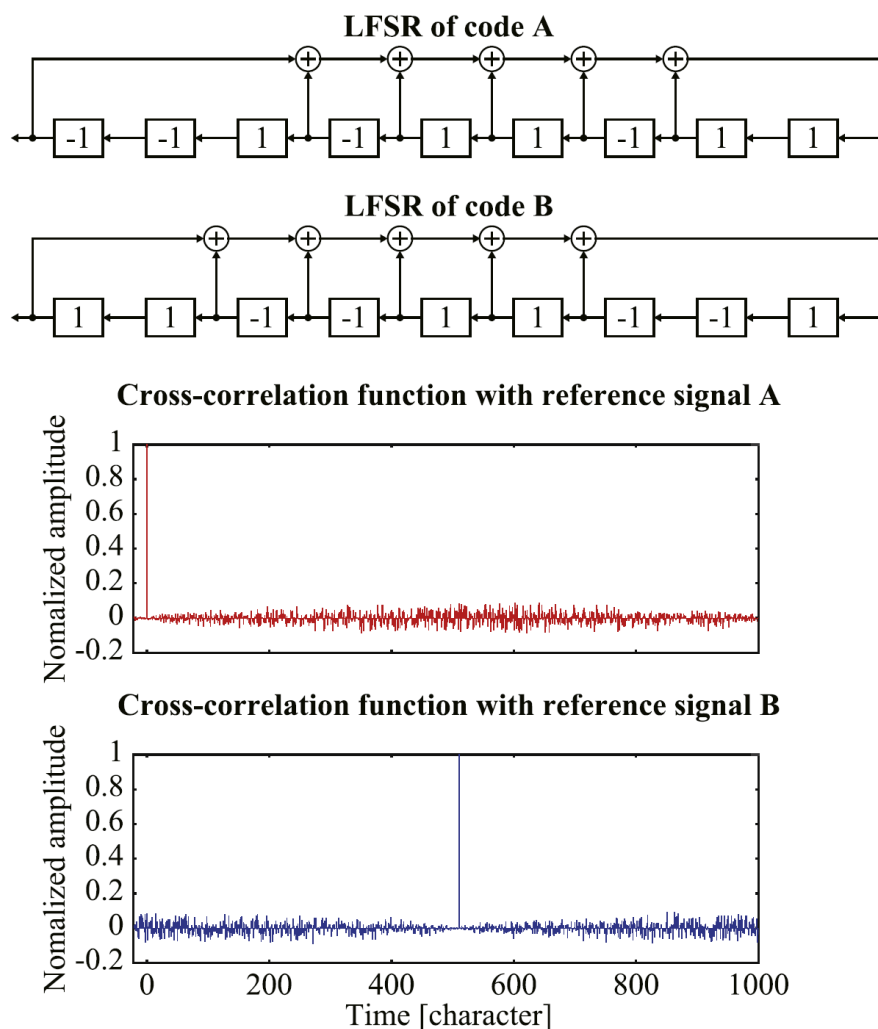 LFSR of code A
+ + + + +
-1 -1 1 -1 1 1 -1 1 1
LFSR of code B
+ + + + +
1 1 -1 -1 1 1 -1 -1 1
Cross-correlation function with reference signal A
Nomalized amplitude
1
0.8
0.6
0.4
0.2
0
-0.2
Cross-correlation function with reference signal B
Nomalized amplitude
1
0.8
0.6
0.4
0.2
0
-0.2
0 200 400 600 800 1000
Time [character]